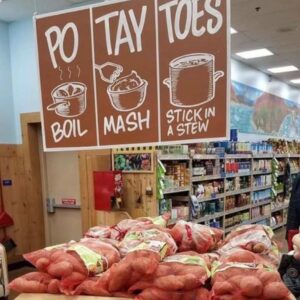 PO TAY TOES
BOIL MASH STICK IN
A STEW